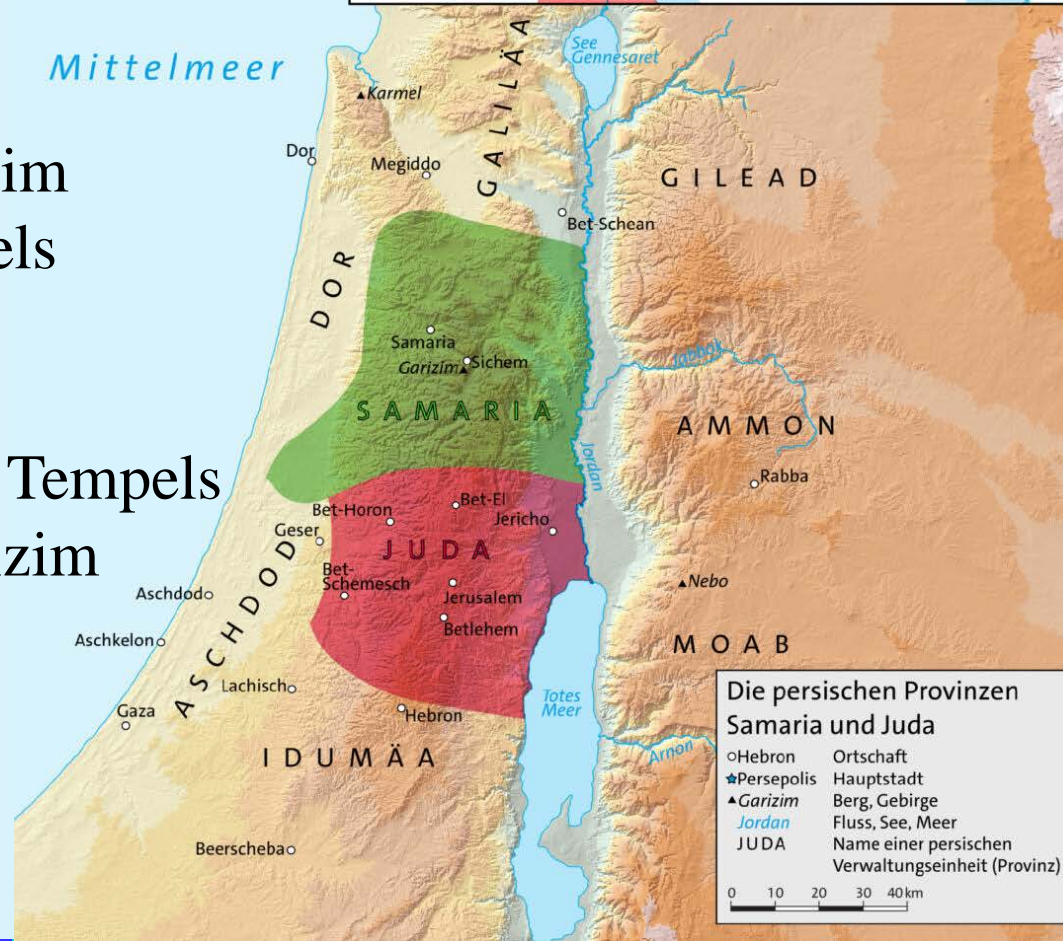 Mittelmeer
See
Gennesaret
GALILÄA
▲Karmel
Dor
Megiddo
GILEAD
im
els
Bet-Schean
DOR
Samaria
Sichem
Garizim▲
Jabbok
SAMARIA
AMMON
Jordan
Tempels
Rabba
Bet-El
Bet-Horon
Jericho
Geser
JUDA
zim
Bet-
Schemesch
Nebo
Aschdod
Jerusalem
ASCHDOD
Betlehem
Aschkelon
MOAB
Lachisch
Totes
Meer
Gaza
Hebron
IDUMÄA
Arnon
Beerscheba
Die persischen Provinzen
Samaria und Juda
Hebron Ortschaft
Persepolis Hauptstadt
▲Garizim Berg, Gebirge
Jordan Fluss, See, Meer
JUDA Name einer persischen
Verwaltungseinheit (Provinz)
0 10 20 30 40 km